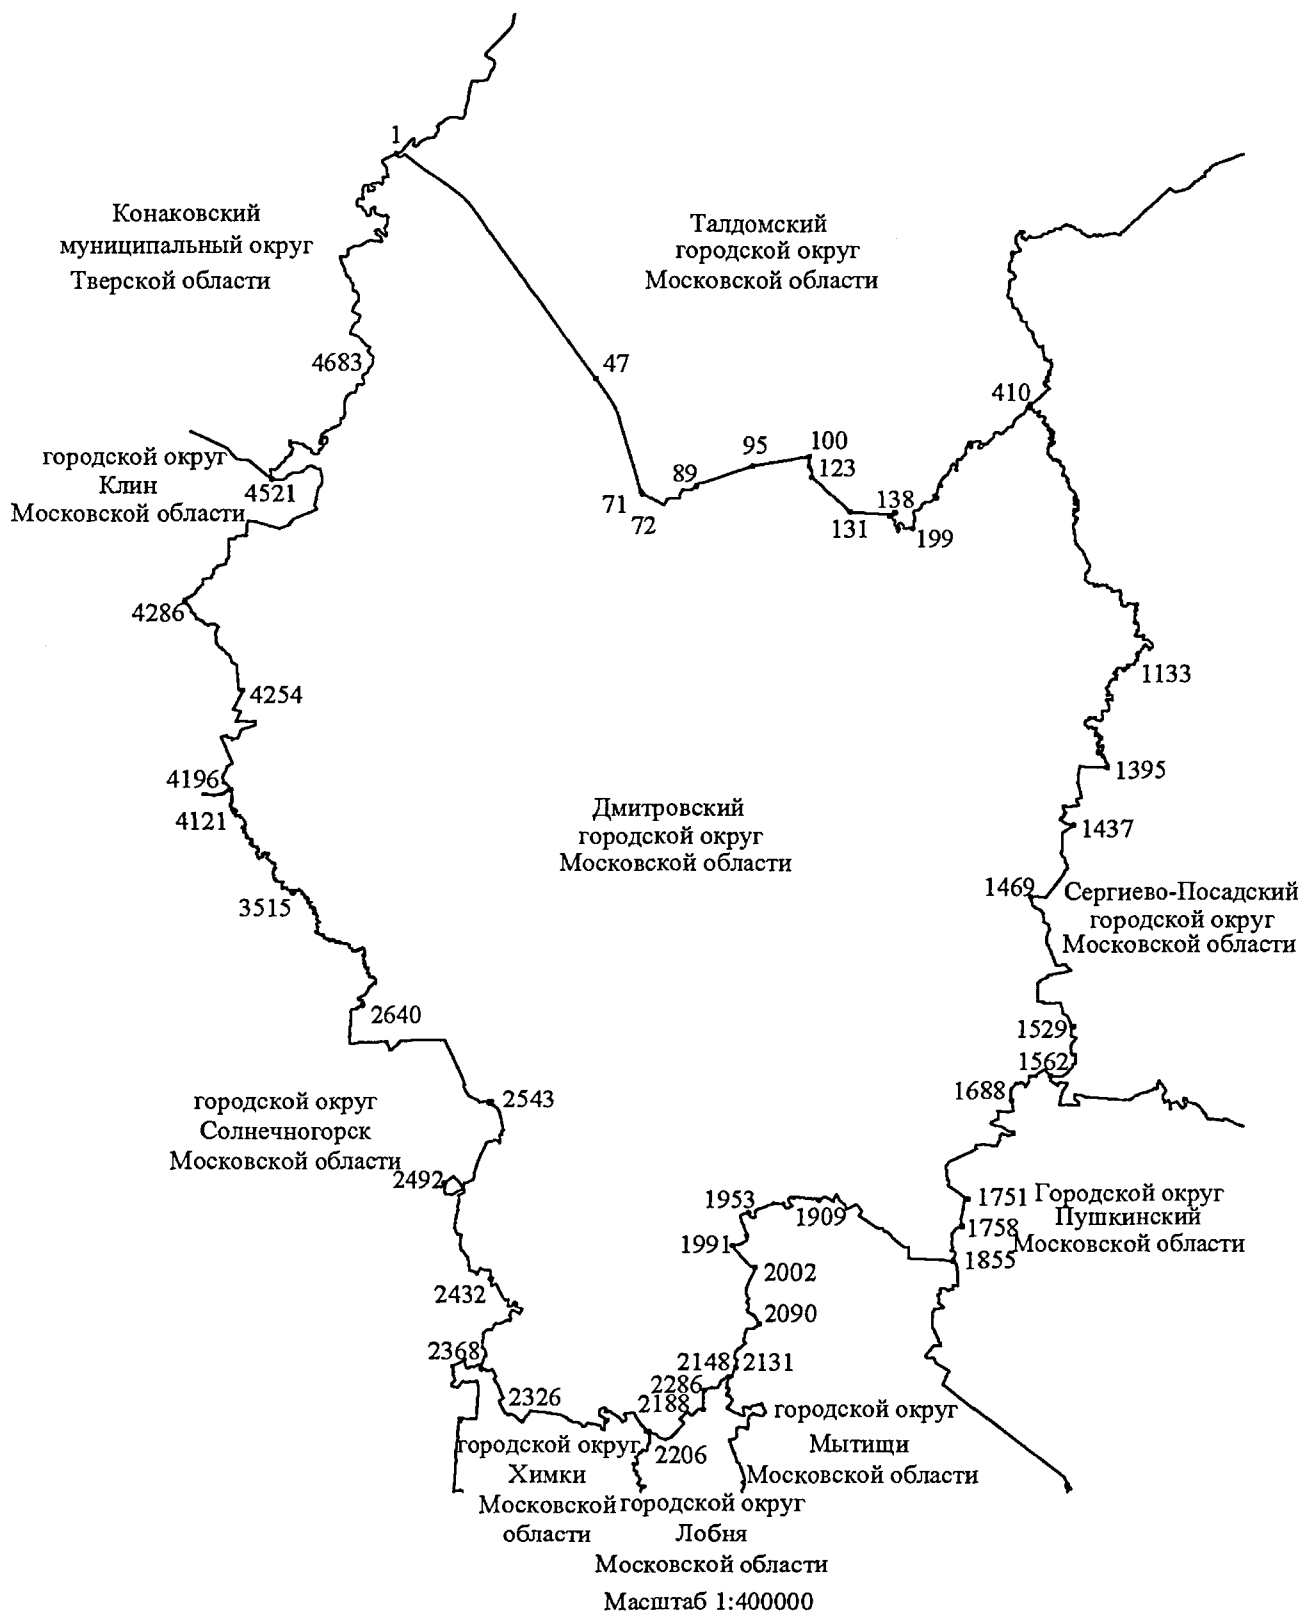 1
Конаковский
муниципальный округ
Тверской области
Талдомский
городской округ
Московской области
4683
47
410
городской округ
Клин
Московской области
4521
71
72
89
95
100
123
131
138
199
4286
4254
1133
4196
4121
1395
Дмитровский
городской округ
Московской области
1437
3515
1469
Сергиево-Посадский
городской округ
Московской области
2640
1529
1562
1688
2543
городской округ
Солнечногорск
Московской области
2492
1953
1909
1751
Городской округ
Пушкинский
Московской области
1758
1855
1991
2002
2432
2090
2368
2148
2131
2286
2188
2326
2206
городской округ
Мытищи
Московской области
городской округ
Химки
Московской
области
городской округ
Лобня
Московской области
Масштаб 1:400000